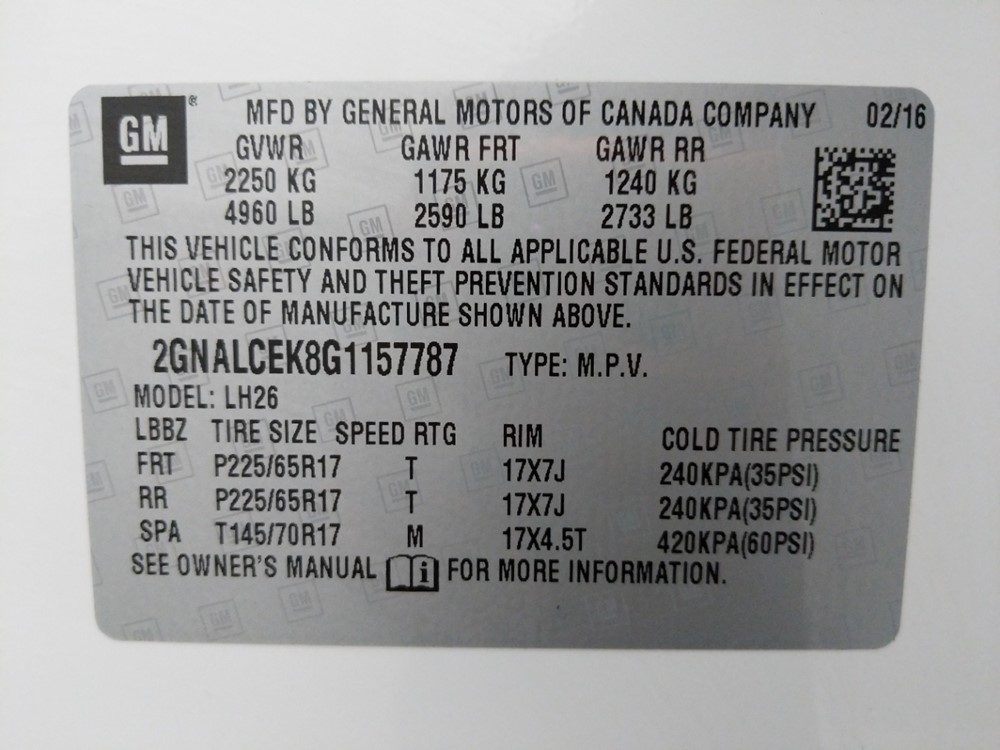 GM® MFD BY GENERAL MOTORS OF CANADA COMPANY 02/16
GVWR GAWR FRT GAWR RR
2250 KG 1175 KG 1240 KG
4960 LB 2590 LB 2733 LB
THIS VEHICLE CONFORMS TO ALL APPLICABLE U.S. FEDERAL MOTOR
VEHICLE SAFETY AND THEFT PREVENTION STANDARDS IN EFFECT ON
THE DATE OF MANUFACTURE SHOWN ABOVE.
2GNALCEK8G1157787 TYPE: M.P.V.
MODEL: LH26
LBBZ TIRE SIZE SPEED RTG RIM COLD TIRE PRESSURE
FRT P225/65R17 T 17X7J 240KPA(35PSI)
RR P225/65R17 T 17X7J 240KPA(35PSI)
SPA T145/70R17 M 17X4.5T 420KPA(60PSI)
SEE OWNER'S MANUAL i FOR MORE INFORMATION.